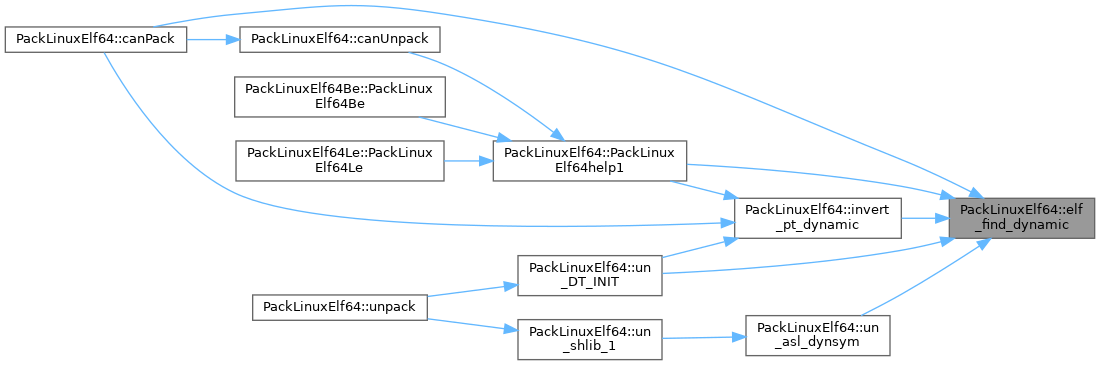 PackLinuxElf64::canPack
PackLinuxElf64::canUnpack
PackLinuxElf64Be::PackLinux
Elf64Be
PackLinuxElf64Le::PackLinux
Elf64Le
PackLinuxElf64::PackLinux
Elf64help1
PackLinuxElf64::invert
_pt_dynamic
PackLinuxElf64::elf
_find_dynamic
PackLinuxElf64::un
_DT_INIT
PackLinuxElf64::unpack
PackLinuxElf64::un
_shlib_1
PackLinuxElf64::un
_asl_dynsym